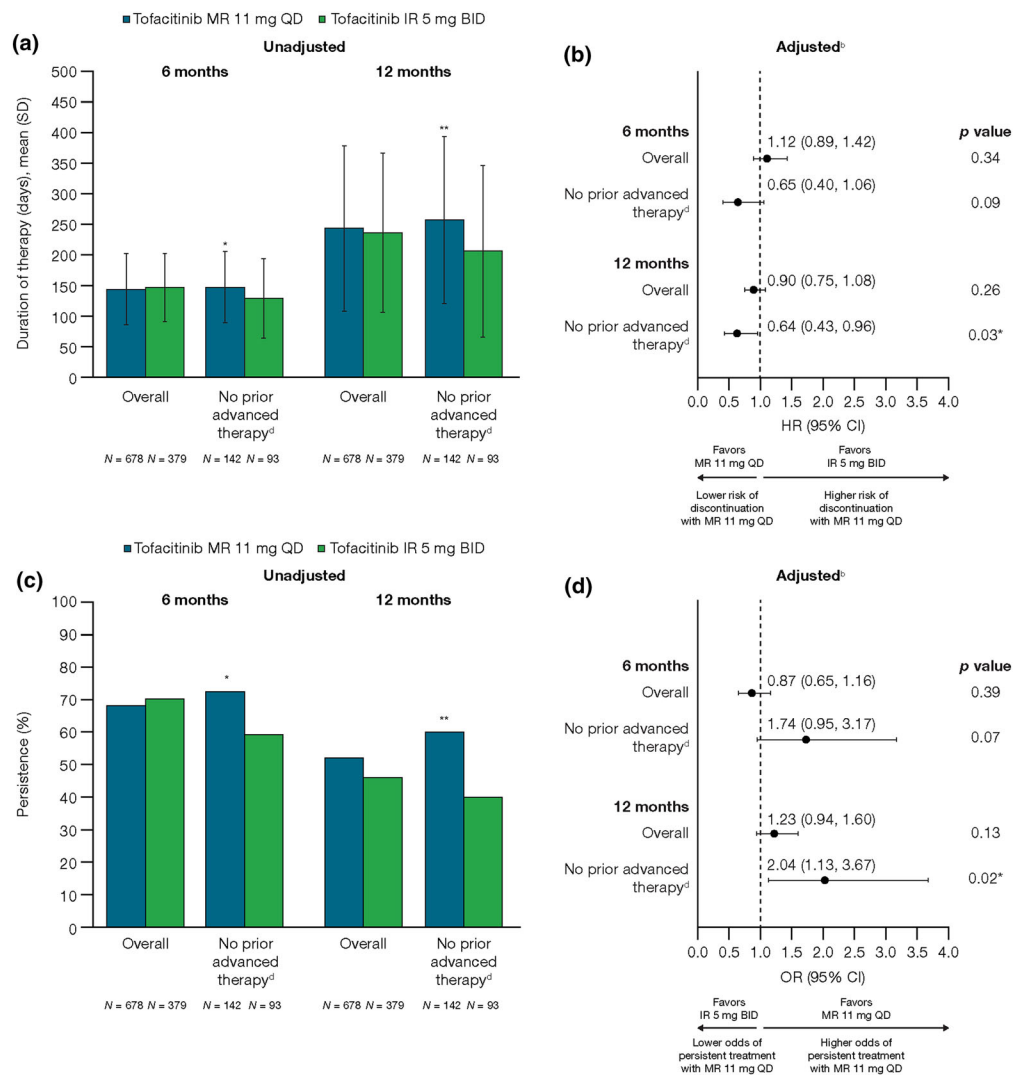 Tofacitinib MR 11 mg QD Tofacitinib IR 5 mg BID
(a)
Unadjusted
6 months 12 months
Duration of therapy (days), mean (SD)
500
450
400
350
300
250
200
150
100
50
0
*
**
Overall
No prior
advanced
therapyᵈ
Overall
No prior
advanced
therapyᵈ
N = 678 N = 379 N = 142 N = 93 N = 678 N = 379 N = 142 N = 93
(b)
Adjustedᵇ
p value
6 months
Overall
1.12 (0.89, 1.42)
0.34
No prior advanced
therapyᵈ
0.65 (0.40, 1.06)
0.09
12 months
Overall
0.90 (0.75, 1.08)
0.26
No prior advanced
therapyᵈ
0.64 (0.43, 0.96)
0.03*
0.0 0.5 1.0 1.5 2.0 2.5 3.0 3.5 4.0
HR (95% CI)
Favors
MR 11 mg QD
Favors
IR 5 mg BID
Lower risk of
discontinuation
with MR 11 mg QD
Higher risk of
discontinuation
with MR 11 mg QD
Tofacitinib MR 11 mg QD Tofacitinib IR 5 mg BID
(c)
Unadjusted
6 months 12 months
Persistence (%)
100
90
80
70
60
50
40
30
20
10
0
*
**
Overall
No prior
advanced
therapyᵈ
Overall
No prior
advanced
therapyᵈ
N = 678 N = 379 N = 142 N = 93 N = 678 N = 379 N = 142 N = 93
(d)
Adjustedᵇ
p value
6 months
Overall
0.87 (0.65, 1.16)
0.39
No prior advanced
therapyᵈ
1.74 (0.95, 3.17)
0.07
12 months
Overall
1.23 (0.94, 1.60)
0.13
No prior advanced
therapyᵈ
2.04 (1.13, 3.67)
0.02*
0.0 0.5 1.0 1.5 2.0 2.5 3.0 3.5 4.0
OR (95% CI)
Favors
IR 5 mg BID
Favors
MR 11 mg QD
Lower odds of
persistent treatment
with MR 11 mg QD
Higher odds of
persistent treatment
with MR 11 mg QD